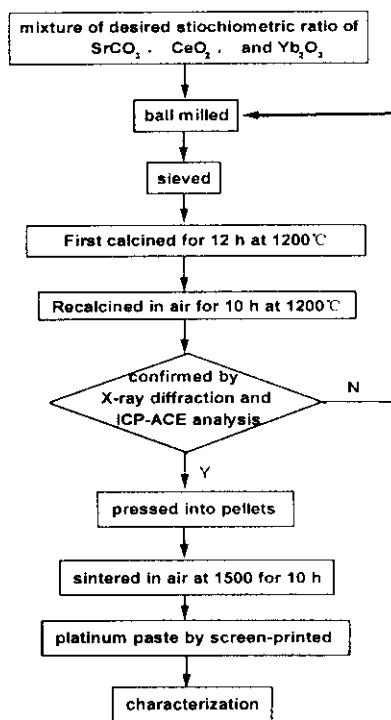 mixture of desired stiochiometric ratio of
SrCO₃ 、 CeO₂ 、 and Yb₂O₃
ball milled
sieved
First calcined for 12 h at 1200℃
Recalcined in air for 10 h at 1200℃
confirmed by
X-ray diffraction and
ICP-ACE analysis
N
Y
pressed into pellets
sintered in air at 1500 for 10 h
platinum paste by screen-printed
characterization